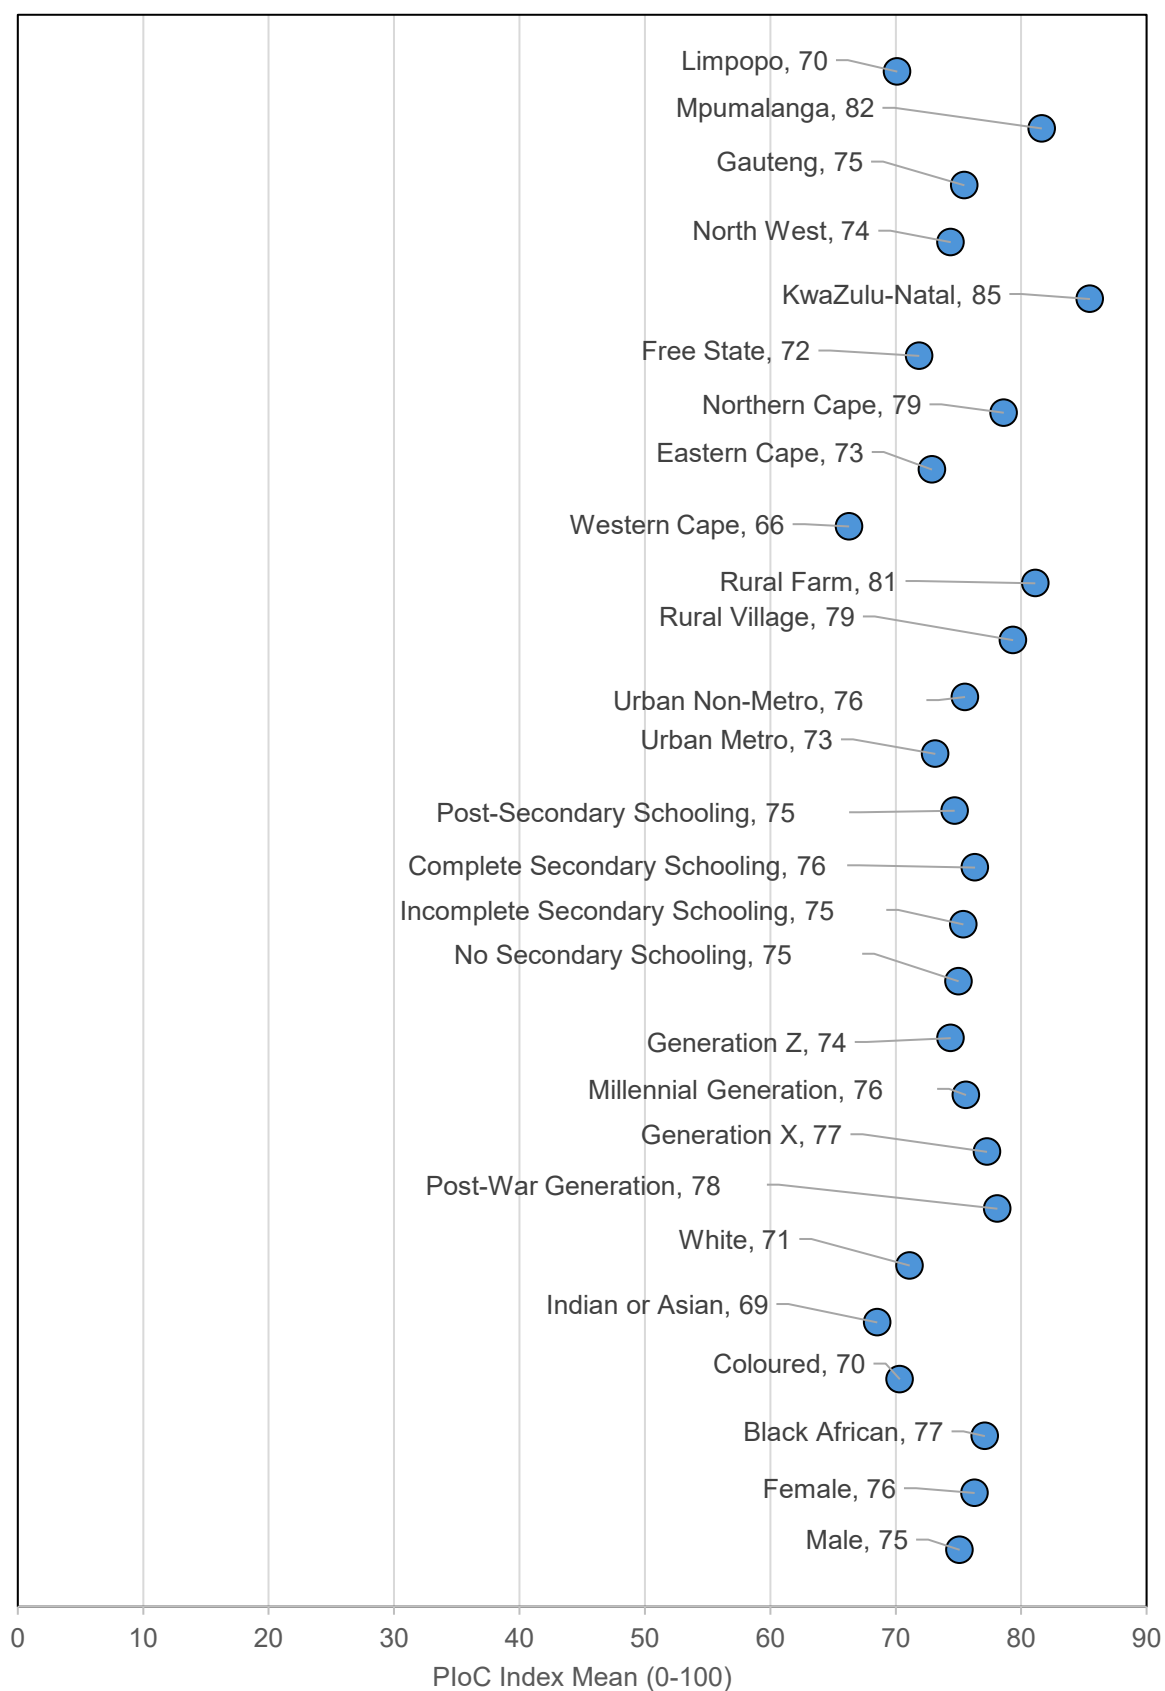 Limpopo, 70
Mpumalanga, 82
Gauteng, 75
North West, 74
KwaZulu-Natal, 85
Free State, 72
Northern Cape, 79
Eastern Cape, 73
Western Cape, 66
Rural Farm, 81
Rural Village, 79
Urban Non-Metro, 76
Urban Metro, 73
Post-Secondary Schooling, 75
Complete Secondary Schooling, 76
Incomplete Secondary Schooling, 75
No Secondary Schooling, 75
Generation Z, 74
Millennial Generation, 76
Generation X, 77
Post-War Generation, 78
White, 71
Indian or Asian, 69
Coloured, 70
Black African, 77
Female, 76
Male, 75
0 10 20 30 40 50 60 70 80 90
PIoC Index Mean (0-100)